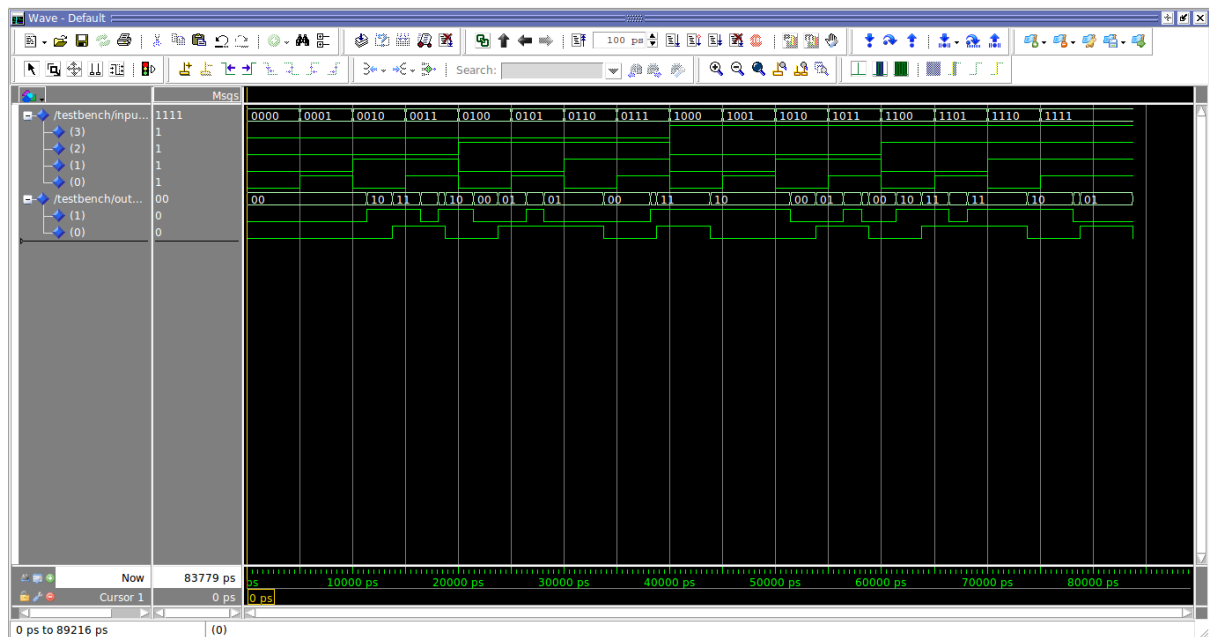 Wave - Default
100 ps
Search:
Msgs
/testbench/inpu... 1111 0000 0001 0010 0011 0100 0101 0110 0111 1000 1001 1010 1011 1100 1101 1110 1111
(3) 1
(2) 1
(1) 1
(0) 1
/testbench/out... 00 00 10 11 10 00 01 01 00 11 10 00 01 00 10 11 11 10 01
(1) 0
(0) 0
Now 83779 ps ps 10000 ps 20000 ps 30000 ps 40000 ps 50000 ps 60000 ps 70000 ps 80000 ps
Cursor 1 0 ps 0 ps
0 ps to 89216 ps (0)